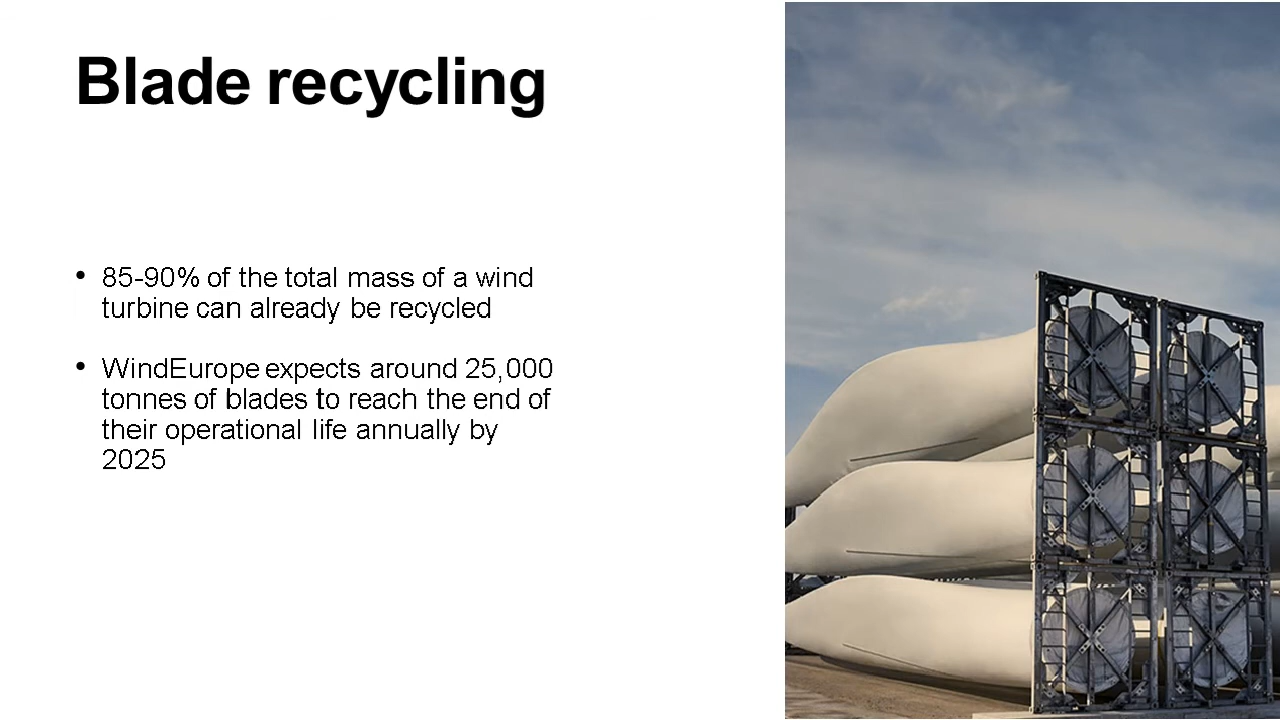 Blade recycling
• 85-90% of the total mass of a wind
turbine can already be recycled
• WindEurope expects around 25,000
tonnes of blades to reach the end of
their operational life annually by
2025